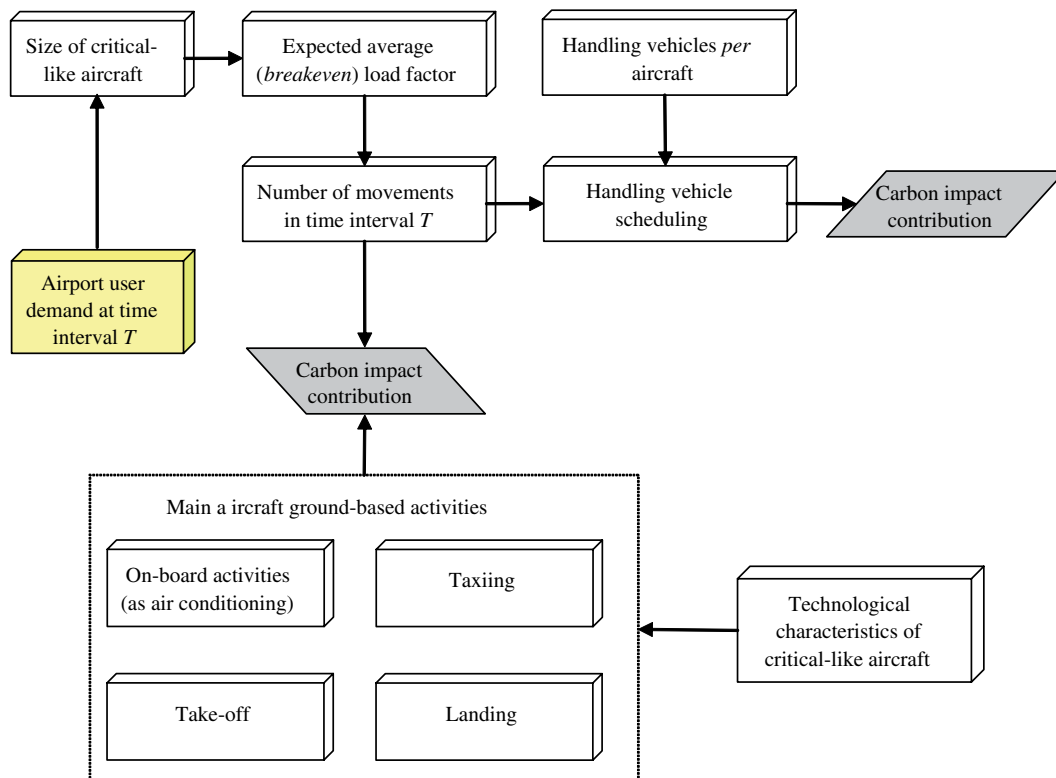 Size of critical-
like aircraft
Expected average
(breakeven) load factor
Handling vehicles per
aircraft
Number of movements
in time interval T
Handling vehicle
scheduling
Carbon impact
contribution
Airport user
demand at time
interval T
Carbon impact
contribution
Main a ircraft ground-based activities
On-board activities
(as air conditioning)
Taxiing
Technological
characteristics of
critical-like aircraft
Take-off
Landing